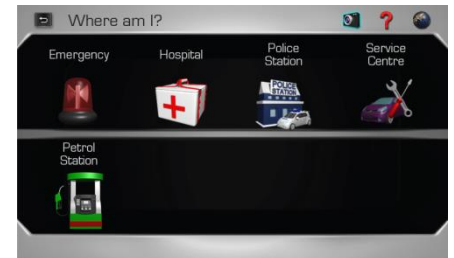 Where am I?
Emergency
Hospital
Police
Station
Service
Centre
POLICE
STATION
Petrol
Station